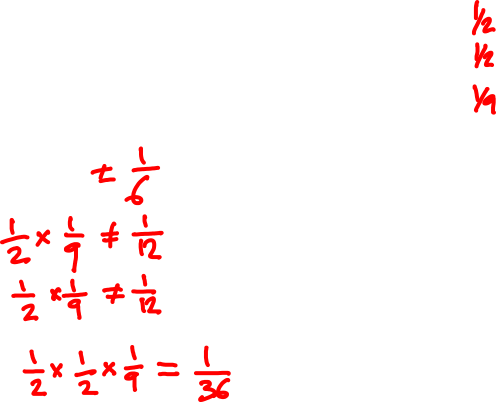 1/2
1/2
1/9
≠ 1/6
1/2 × 1/9 ≠ 1/12
1/2 × 1/9 ≠ 1/12
1/2 × 1/2 × 1/9 = 1/36